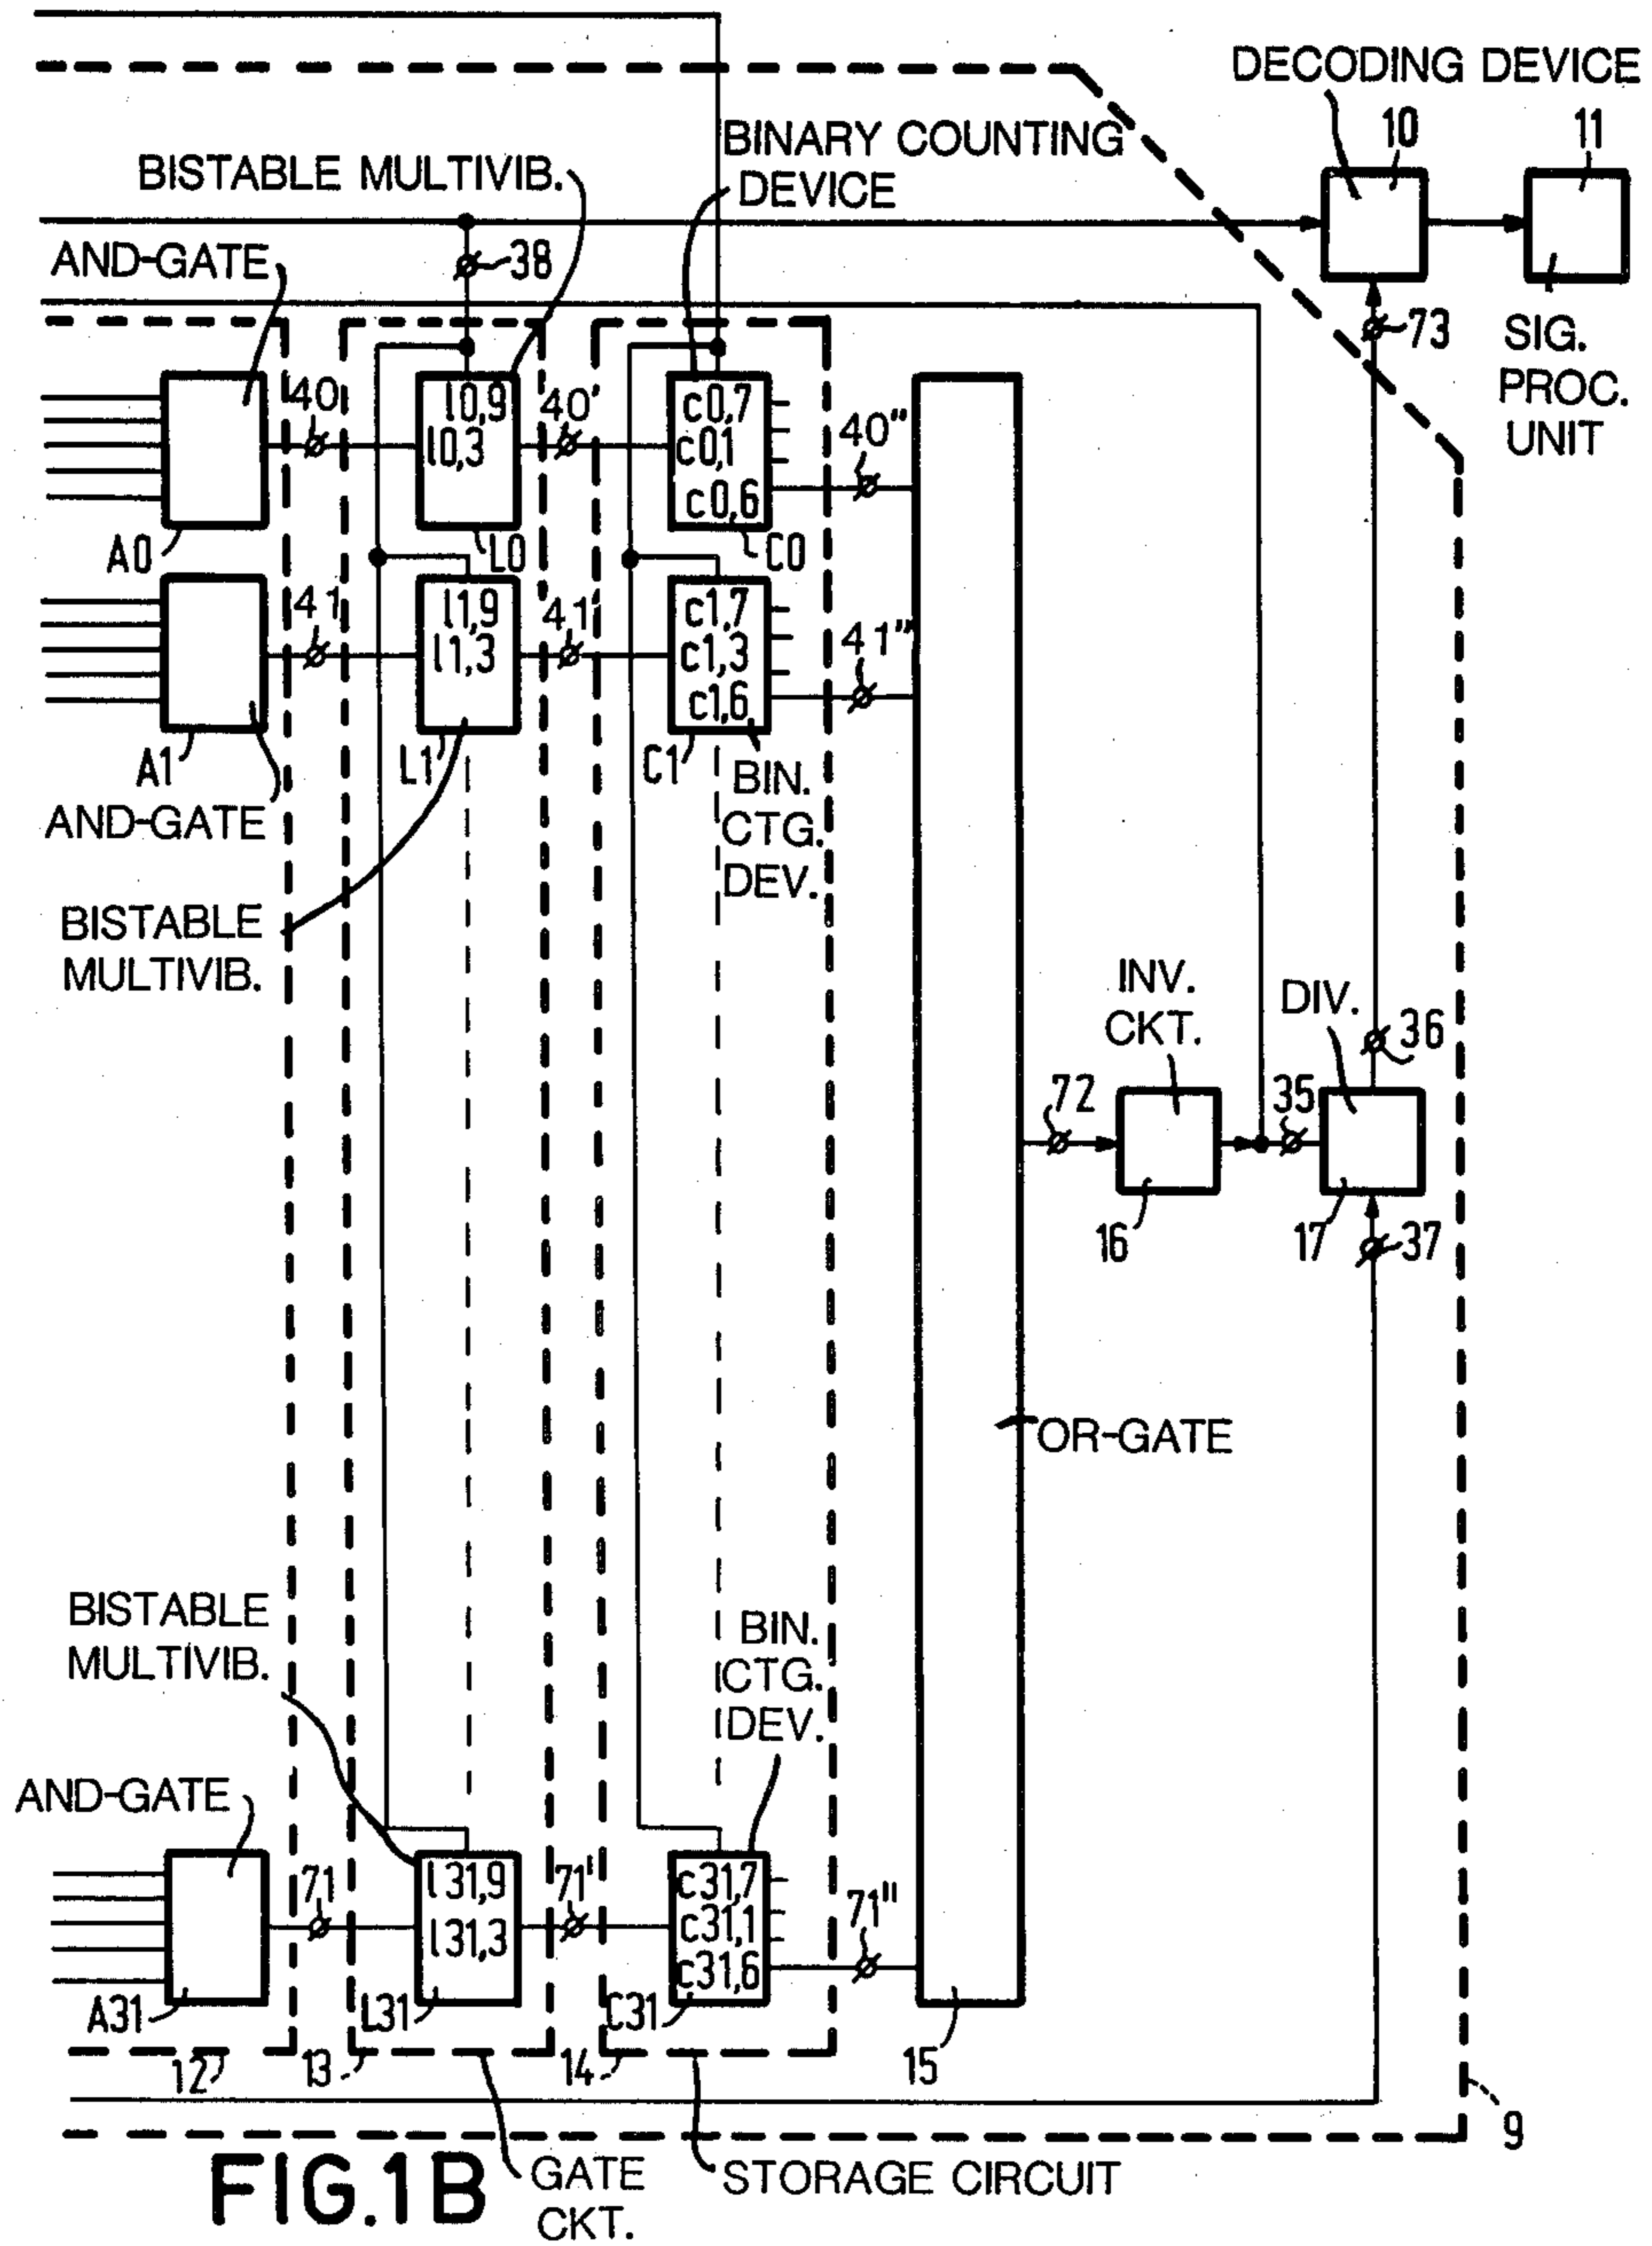 DECODING DEVICE
10
11
BINARY COUNTING
DEVICE
BISTABLE MULTIVIB.
AND-GATE
38
73
SIG.
PROC.
UNIT
40
l0,9
l0,3
40'
c0,7
c0,1
c0,6
40"
A0
L0
C0
41
l1,9
l1,3
41'
c1,7
c1,3
c1,6
41"
A1
L1
C1
AND-GATE
BIN.
CTG.
DEV.
BISTABLE
MULTIVIB.
INV.
CKT.
DIV.
36
72
35
16
17
37
OR-GATE
BISTABLE
MULTIVIB.
BIN.
CTG.
DEV.
AND-GATE
71
l31,9
l31,3
71'
c31,7
c31,1
c31,6
71"
A31
L31
C31
12
13
14
15
9
FIG.1B
GATE
CKT.
STORAGE CIRCUIT